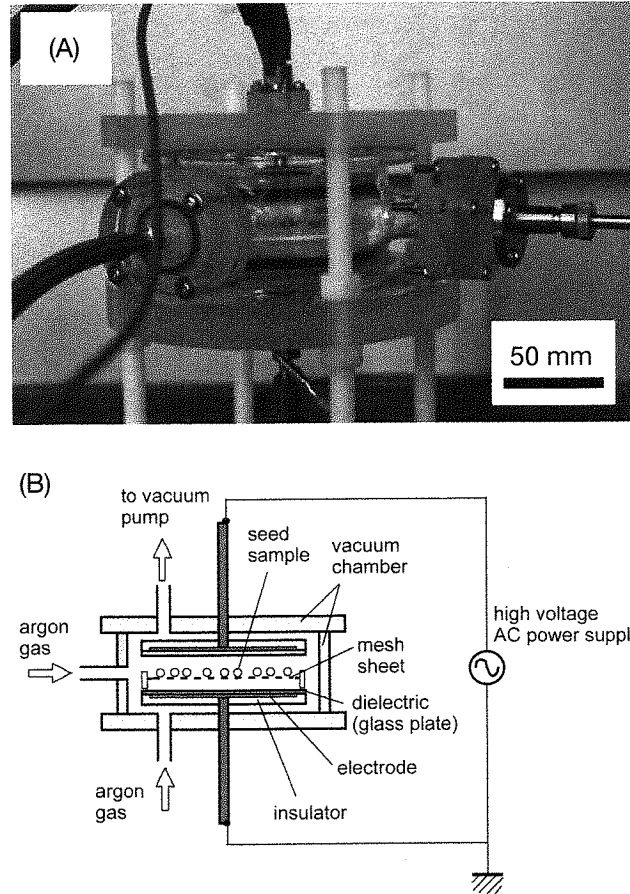 (A)
50 mm
(B)
to vacuum
pump
seed
sample
vacuum
chamber
argon
gas
high voltage
AC power suppl
mesh
sheet
dielectric
(glass plate)
electrode
insulator
argon
gas